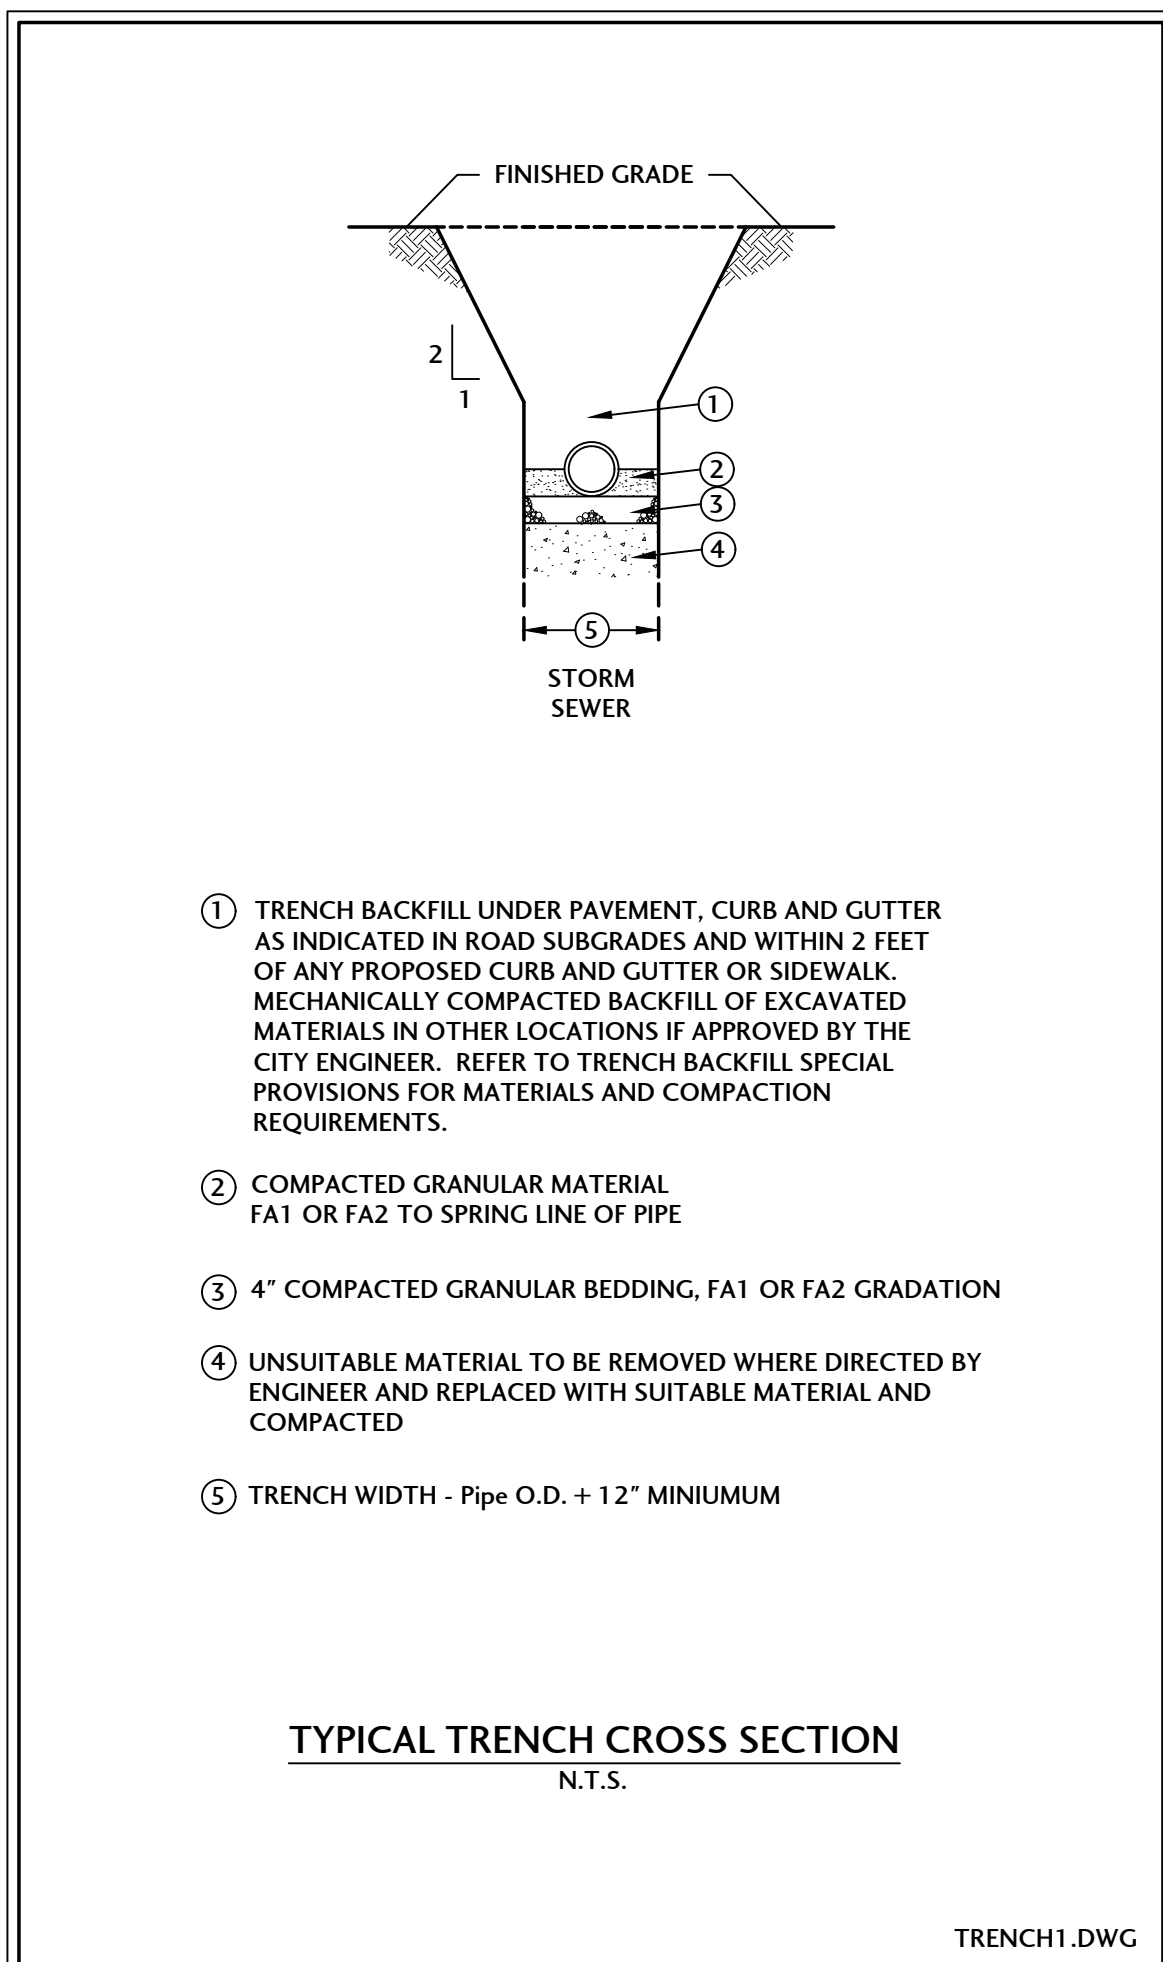 FINISHED GRADE
2
1
1
2
3
4
5
STORM
SEWER
1 TRENCH BACKFILL UNDER PAVEMENT, CURB AND GUTTER
AS INDICATED IN ROAD SUBGRADES AND WITHIN 2 FEET
OF ANY PROPOSED CURB AND GUTTER OR SIDEWALK.
MECHANICALLY COMPACTED BACKFILL OF EXCAVATED
MATERIALS IN OTHER LOCATIONS IF APPROVED BY THE
CITY ENGINEER. REFER TO TRENCH BACKFILL SPECIAL
PROVISIONS FOR MATERIALS AND COMPACTION
REQUIREMENTS.
2 COMPACTED GRANULAR MATERIAL
FA1 OR FA2 TO SPRING LINE OF PIPE
3 4" COMPACTED GRANULAR BEDDING, FA1 OR FA2 GRADATION
4 UNSUITABLE MATERIAL TO BE REMOVED WHERE DIRECTED BY
ENGINEER AND REPLACED WITH SUITABLE MATERIAL AND
COMPACTED
5 TRENCH WIDTH - Pipe O.D. + 12" MINIUMUM
TYPICAL TRENCH CROSS SECTION
N.T.S.
TRENCH1.DWG